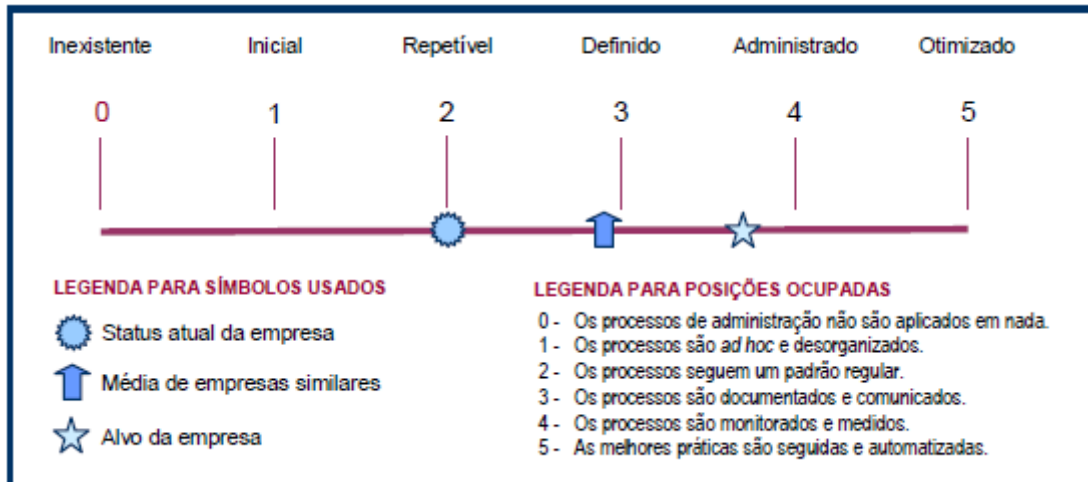 Inexistente Inicial Repetível Definido Administrado Otimizado
0 1 2 3 4 5
LEGENDA PARA SÍMBOLOS USADOS
Status atual da empresa
Média de empresas similares
Alvo da empresa
LEGENDA PARA POSIÇÕES OCUPADAS
0 - Os processos de administração não são aplicados em nada.
1 - Os processos são ad hoc e desorganizados.
2 - Os processos seguem um padrão regular.
3 - Os processos são documentados e comunicados.
4 - Os processos são monitorados e medidos.
5 - As melhores práticas são seguidas e automatizadas.